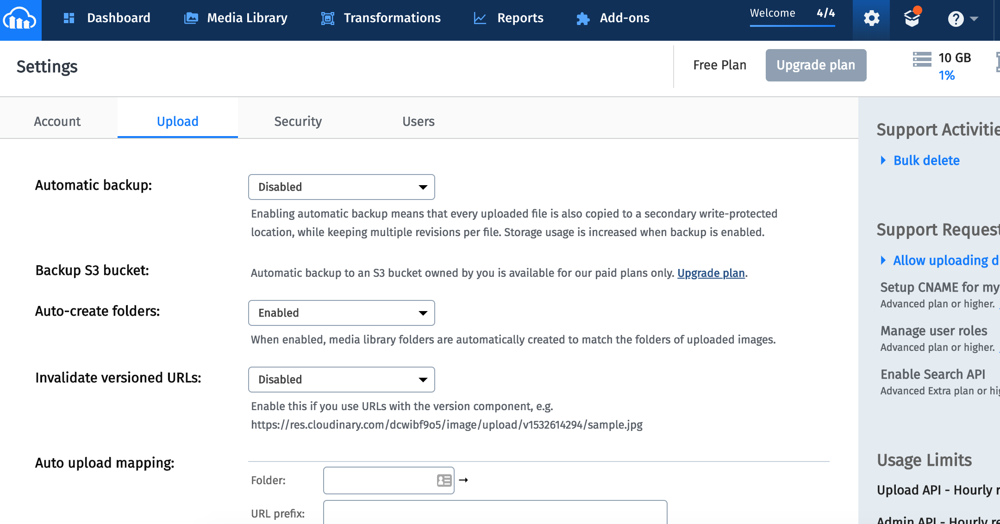 Dashboard
Media Library
Transformations
Reports
Add-ons
Welcome 4/4
?
Settings
Free Plan
Upgrade plan
10 GB
1%
Account
Upload
Security
Users
Automatic backup:
Disabled
Enabling automatic backup means that every uploaded file is also copied to a secondary write-protected
location, while keeping multiple revisions per file. Storage usage is increased when backup is enabled.
Backup S3 bucket:
Automatic backup to an S3 bucket owned by you is available for our paid plans only. Upgrade plan.
Auto-create folders:
Enabled
When enabled, media library folders are automatically created to match the folders of uploaded images.
Invalidate versioned URLs:
Disabled
Enable this if you use URLs with the version component, e.g.
https://res.cloudinary.com/dcwibf9o5/image/upload/v1532614294/sample.jpg
Auto upload mapping:
Folder: →
URL prefix:
Support
Bulk delete
Support
Allow uploading
Setup CNAME for my
Advanced plan or higher.
Manage user roles
Advanced plan or higher.
Enable Search API
Advanced Extra plan or
Usage Limits
Upload API - Hourly
Admin API - Hourly